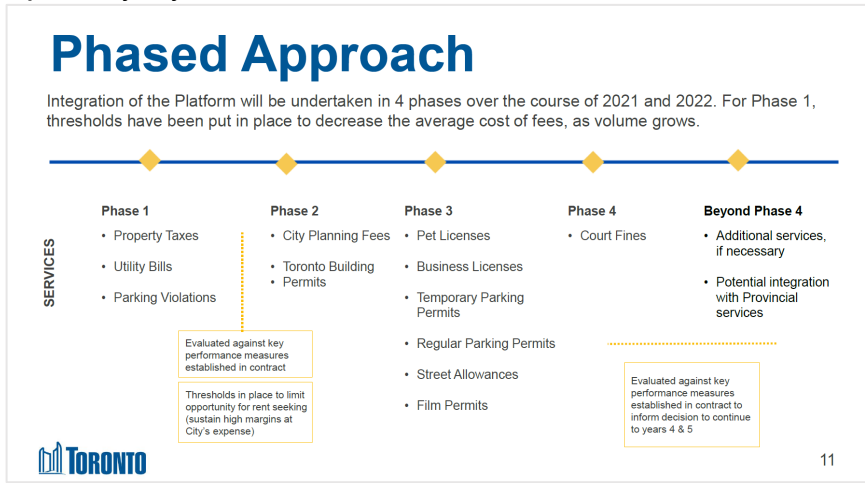 Phased Approach
Integration of the Platform will be undertaken in 4 phases over the course of 2021 and 2022. For Phase 1,
thresholds have been put in place to decrease the average cost of fees, as volume grows.
SERVICES
Phase 1
• Property Taxes
• Utility Bills
• Parking Violations
Evaluated against key
performance measures
established in contract
Thresholds in place to limit
opportunity for rent seeking
(sustain high margins at
City's expense)
Phase 2
• City Planning Fees
• Toronto Building
• Permits
Phase 3
• Pet Licenses
• Business Licenses
• Temporary Parking
Permits
• Regular Parking Permits
• Street Allowances
• Film Permits
Phase 4
• Court Fines
Beyond Phase 4
• Additional services,
if necessary
• Potential integration
with Provincial
services
Evaluated against key
performance measures
established in contract to
inform decision to continue
to years 4 & 5
TORONTO
11